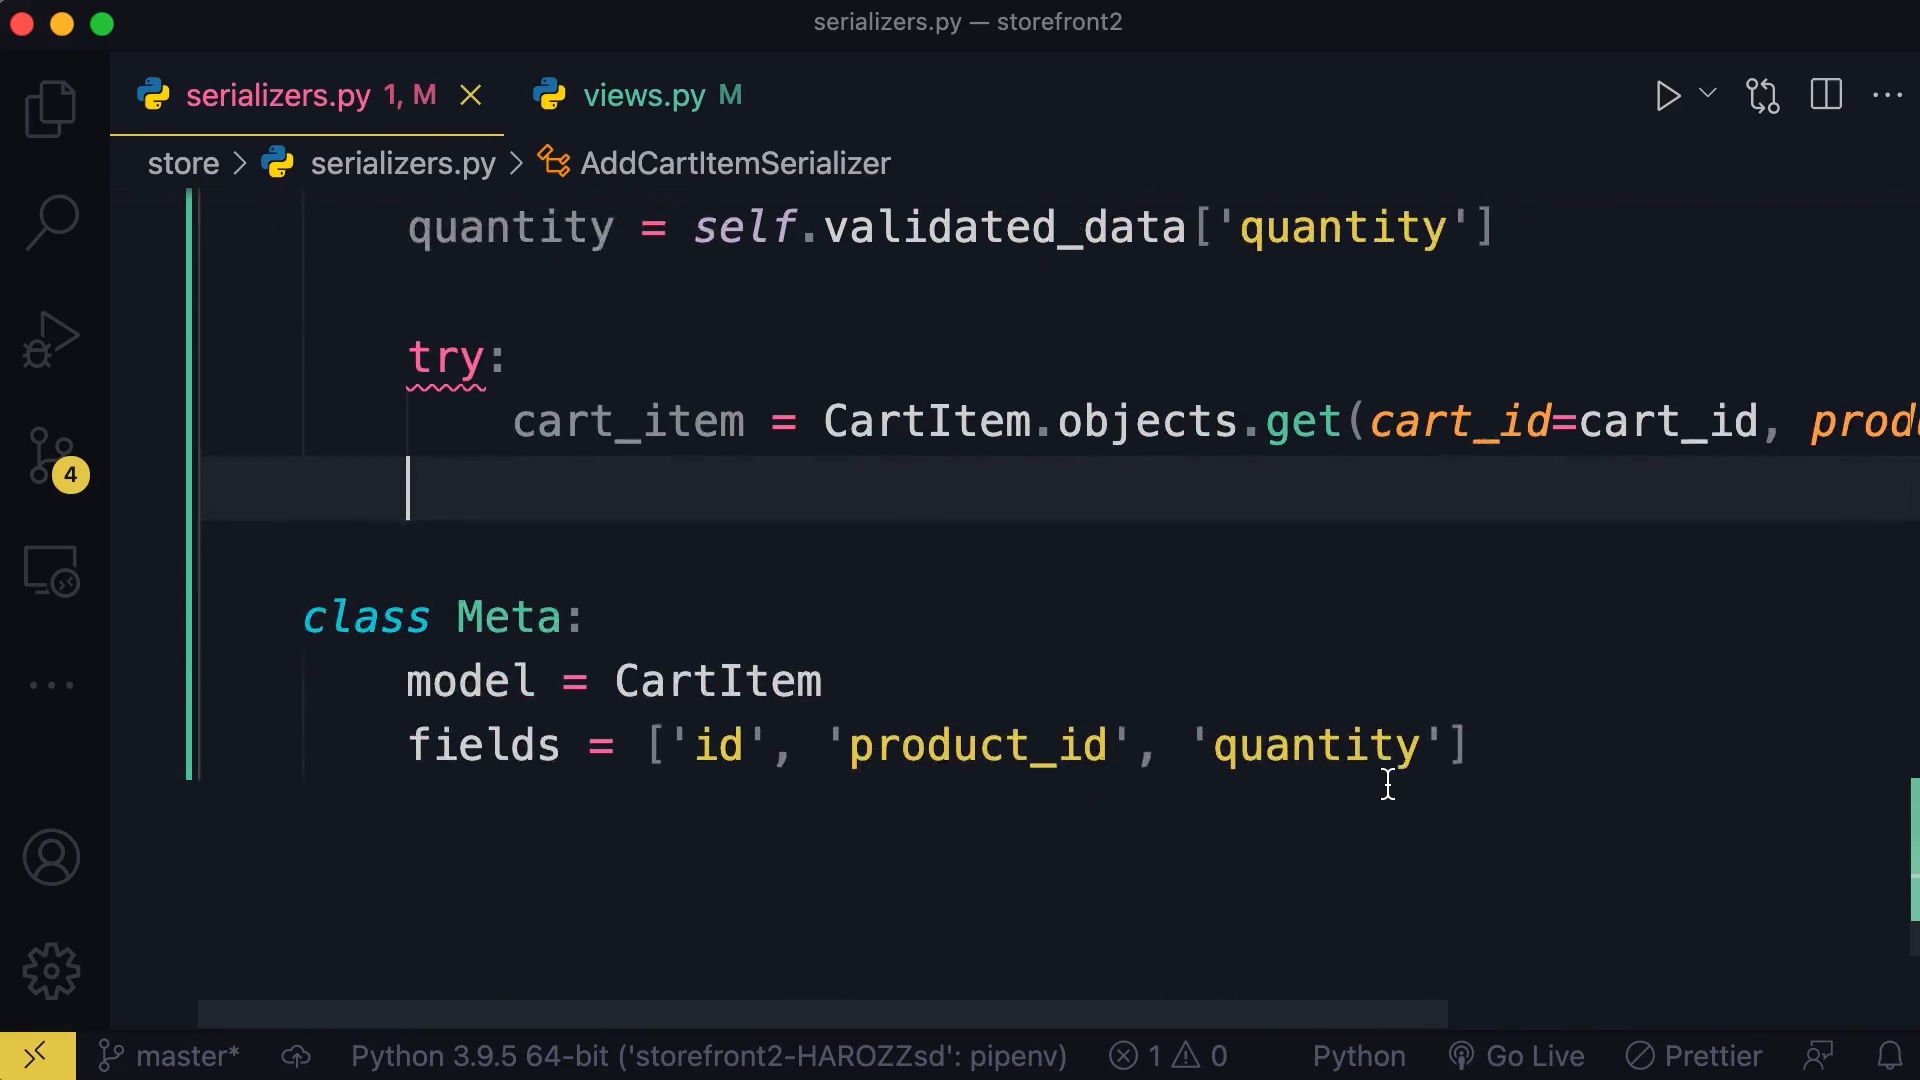 serializers.py — storefront2
serializers.py 1, M
views.py M
store > serializers.py > AddCartItemSerializer
quantity = self.validated_data['quantity']
try:
cart_item = CartItem.objects.get(cart_id=cart_id, prod
class Meta:
model = CartItem
fields = ['id', 'product_id', 'quantity']
4
master* Python 3.9.5 64-bit ('storefront2-HAROZZsd': pipenv) 1 0 Python Go Live Prettier